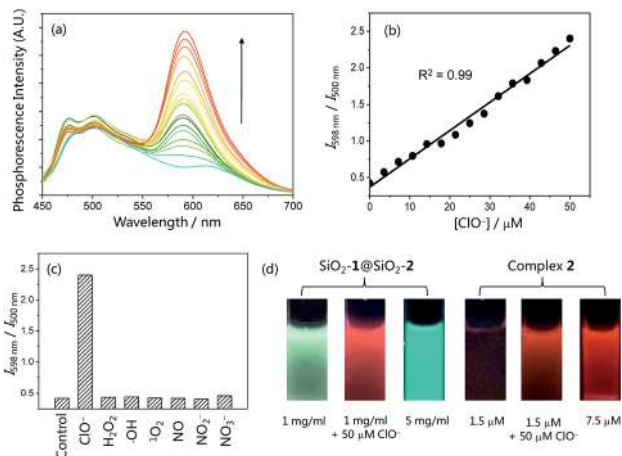 (a)
Phosphorescence Intensity (A.U.)
450 500 550 600 650 700
Wavelength / nm
(b)
R² = 0.99
I598 nm / I500 nm
2.5
2.0
1.5
1.0
0.5
0 10 20 30 40 50
[ClO⁻] / μM
(c)
I598 nm / I500 nm
2.5
2.0
1.5
1.0
0.5
Control
ClO⁻
H₂O₂
·OH
¹O₂
NO
NO₂⁻
NO₃⁻
(d)
SiO₂-1@SiO₂-2
Complex 2
1 mg/ml
1 mg/ml
+ 50 μM ClO⁻
5 mg/ml
1.5 μM
1.5 μM
+ 50 μM ClO⁻
7.5 μM